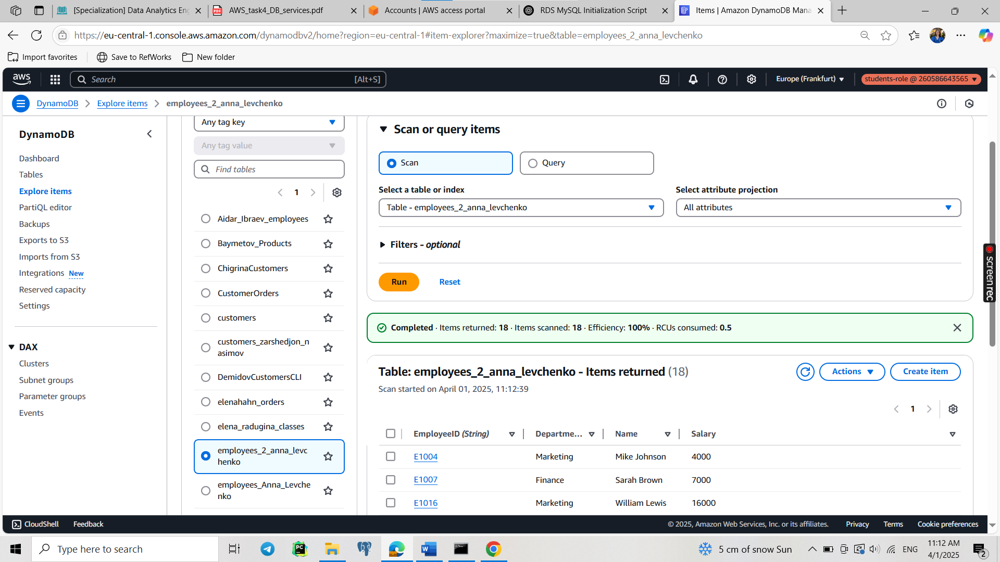 [Specialization] Data Analytics En
AWS_task4_DB_services.pdf
Accounts | AWS access portal
RDS MySQL Initialization Script
Items | Amazon DynamoDB Mana
https://eu-central-1.console.aws.amazon.com/dynamodbv2/home?region=eu-central-1#item-explorer?maximize=true&table=employees_2_anna_levchenko
Import favorites
Save to RefWorks
New folder
aws
Search
[Alt+S]
Europe (Frankfurt)
students-role @ 260586643565
DynamoDB
Explore items
employees_2_anna_levchenko
DynamoDB
Dashboard
Tables
Explore items
PartiQL editor
Backups
Exports to S3
Imports from S3
Integrations New
Reserved capacity
Settings
DAX
Clusters
Subnet groups
Parameter groups
Events
Any tag key
Any tag value
Find tables
1
Aidar_Ibraev_employees
Baymetov_Products
ChigrinaCustomers
CustomerOrders
customers
customers_zarshedjon_n
asimov
DemidovCustomersCLI
elenahahn_orders
elena_radugina_classes
employees_2_anna_levc
henko
employees_Anna_Levche
nko
Scan or query items
Scan
Query
Select a table or index
Table - employees_2_anna_levchenko
Select attribute projection
All attributes
Filters - optional
Run
Reset
Completed · Items returned: 18 · Items scanned: 18 · Efficiency: 100% · RCUs consumed: 0.5
Table: employees_2_anna_levchenko - Items returned (18)
Scan started on April 01, 2025, 11:12:39
Actions
Create item
1
EmployeeID (String) Departme... Name Salary
E1004 Marketing Mike Johnson 4000
E1007 Finance Sarah Brown 7000
E1016 Marketing William Lewis 16000
screenrec
CloudShell
Feedback
© 2025, Amazon Web Services, Inc. or its affiliates.
Privacy
Terms
Cookie preferences
Type here to search
PC
W
5 cm of snow Sun
ENG
11:12 AM
4/1/2025
2